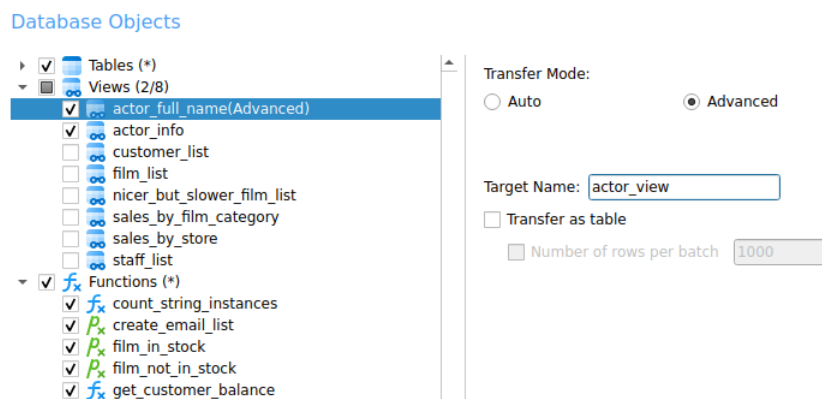 Database Objects
Tables (*)
Views (2/8)
actor_full_name(Advanced)
actor_info
customer_list
film_list
nicer_but_slower_film_list
sales_by_film_category
sales_by_store
staff_list
Functions (*)
count_string_instances
create_email_list
film_in_stock
film_not_in_stock
get_customer_balance
Transfer Mode:
Auto Advanced
Target Name: actor_view
Transfer as table
Number of rows per batch 1000